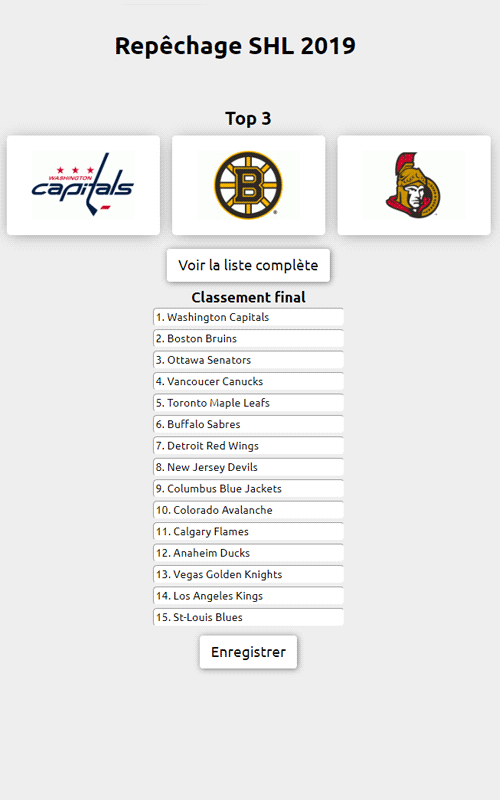 Repêchage SHL 2019
Top 3
WASHINGTON
capitals
B
Voir la liste complète
Classement final
1. Washington Capitals
2. Boston Bruins
3. Ottawa Senators
4. Vancoucer Canucks
5. Toronto Maple Leafs
6. Buffalo Sabres
7. Detroit Red Wings
8. New Jersey Devils
9. Columbus Blue Jackets
10. Colorado Avalanche
11. Calgary Flames
12. Anaheim Ducks
13. Vegas Golden Knights
14. Los Angeles Kings
15. St-Louis Blues
Enregistrer